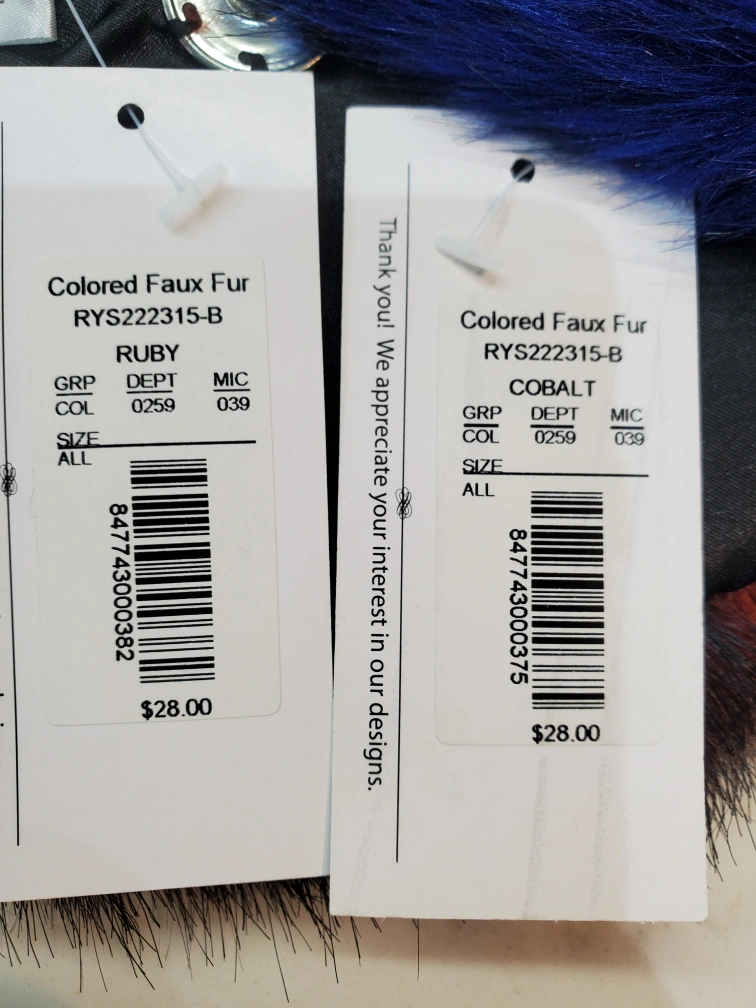 Colored Faux Fur
RYS222315-B
RUBY
GRP DEPT MIC
COL 0259 039
SIZE
ALL
847743000382
$28.00
Thank you! We appreciate your interest in our designs.
Colored Faux Fur
RYS222315-B
COBALT
GRP DEPT MIC
COL 0259 039
SIZE
ALL
847743000375
$28.00